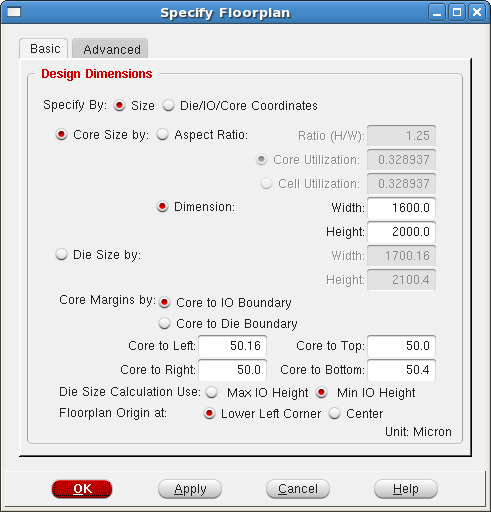 Specify Floorplan
Basic Advanced
Design Dimensions
Specify By: Size Die/IO/Core Coordinates
Core Size by: Aspect Ratio: Ratio (H/W): 1.25
Core Utilization: 0.328937
Cell Utilization: 0.328937
Dimension: Width: 1600.0
Height: 2000.0
Die Size by: Width: 1700.16
Height: 2100.4
Core Margins by: Core to IO Boundary
Core to Die Boundary
Core to Left: 50.16 Core to Top: 50.0
Core to Right: 50.0 Core to Bottom: 50.4
Die Size Calculation Use: Max IO Height Min IO Height
Floorplan Origin at: Lower Left Corner Center
Unit: Micron
OK Apply Cancel Help